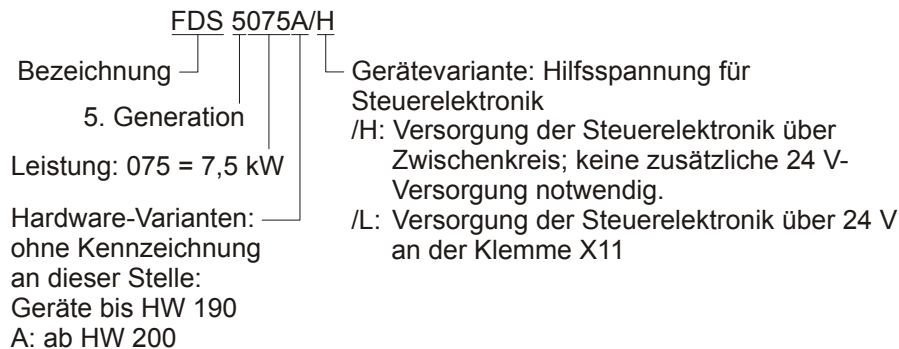 FDS 5075A/H
Bezeichnung
5. Generation
Leistung: 075 = 7,5 kW
Hardware-Varianten:
ohne Kennzeichnung
an dieser Stelle:
Geräte bis HW 190
A: ab HW 200
Gerätevariante: Hilfsspannung für
Steuerelektronik
/H: Versorgung der Steuerelektronik über
Zwischenkreis; keine zusätzliche 24 V-
Versorgung notwendig.
/L: Versorgung der Steuerelektronik über 24 V
an der Klemme X11